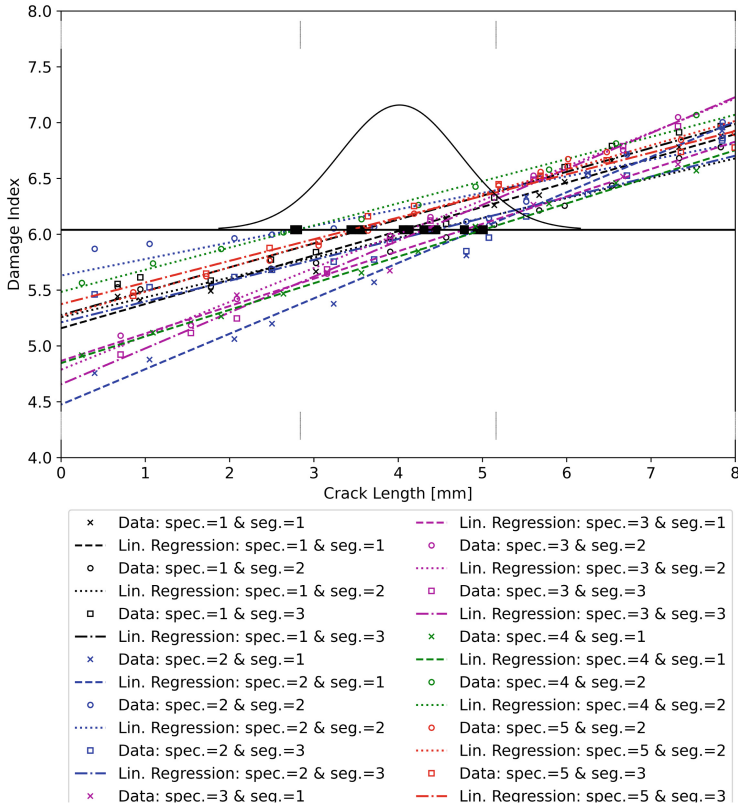 8.0
7.5
7.0
6.5
6.0
5.5
5.0
4.5
4.0
Damage Index
0 1 2 3 4 5 6 7 8
Crack Length [mm]
Data: spec.=1 & seg.=1
Lin. Regression: spec.=1 & seg.=1
Data: spec.=1 & seg.=2
Lin. Regression: spec.=1 & seg.=2
Data: spec.=1 & seg.=3
Lin. Regression: spec.=1 & seg.=3
Data: spec.=2 & seg.=1
Lin. Regression: spec.=2 & seg.=1
Data: spec.=2 & seg.=2
Lin. Regression: spec.=2 & seg.=2
Data: spec.=2 & seg.=3
Lin. Regression: spec.=2 & seg.=3
Data: spec.=3 & seg.=1
Lin. Regression: spec.=3 & seg.=1
Data: spec.=3 & seg.=2
Lin. Regression: spec.=3 & seg.=2
Data: spec.=3 & seg.=3
Lin. Regression: spec.=3 & seg.=3
Data: spec.=4 & seg.=1
Lin. Regression: spec.=4 & seg.=1
Data: spec.=4 & seg.=2
Lin. Regression: spec.=4 & seg.=2
Data: spec.=5 & seg.=2
Lin. Regression: spec.=5 & seg.=2
Data: spec.=5 & seg.=3
Lin. Regression: spec.=5 & seg.=3